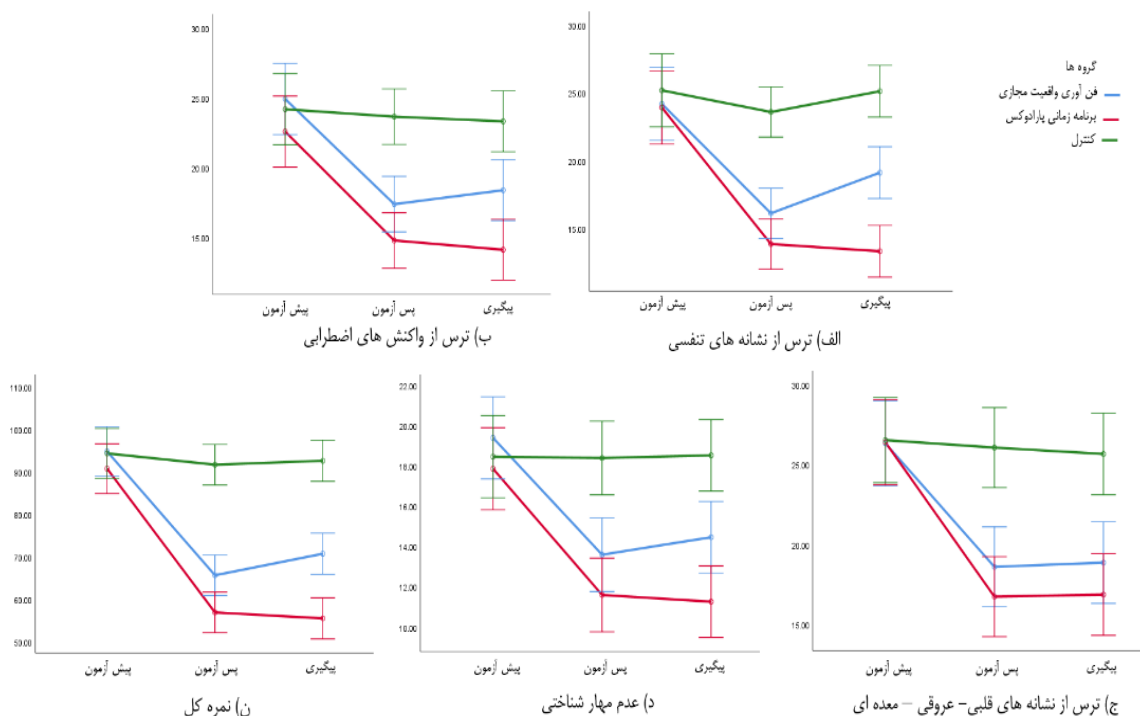 گروه ها
فن آوری واقعیت مجازی
برنامه زمانی پارادوکس
کنترل
30.00
25.00
20.00
15.00
پیش آزمون
پس آزمون
پیگیری
الف) ترس از نشانه های تنفسی
30.00
25.00
20.00
15.00
پیش آزمون
پس آزمون
پیگیری
ب) ترس از واکنش های اضطرابی
30.00
25.00
20.00
15.00
پیش آزمون
پس آزمون
پیگیری
ج) ترس از نشانه های قلبی- عروقی – معده ای
22.00
20.00
18.00
16.00
14.00
12.00
10.00
پیش آزمون
پس آزمون
پیگیری
د) عدم مهار شناختی
110.00
100.00
90.00
80.00
70.00
60.00
50.00
پیش آزمون
پس آزمون
پیگیری
ن) نمره کل